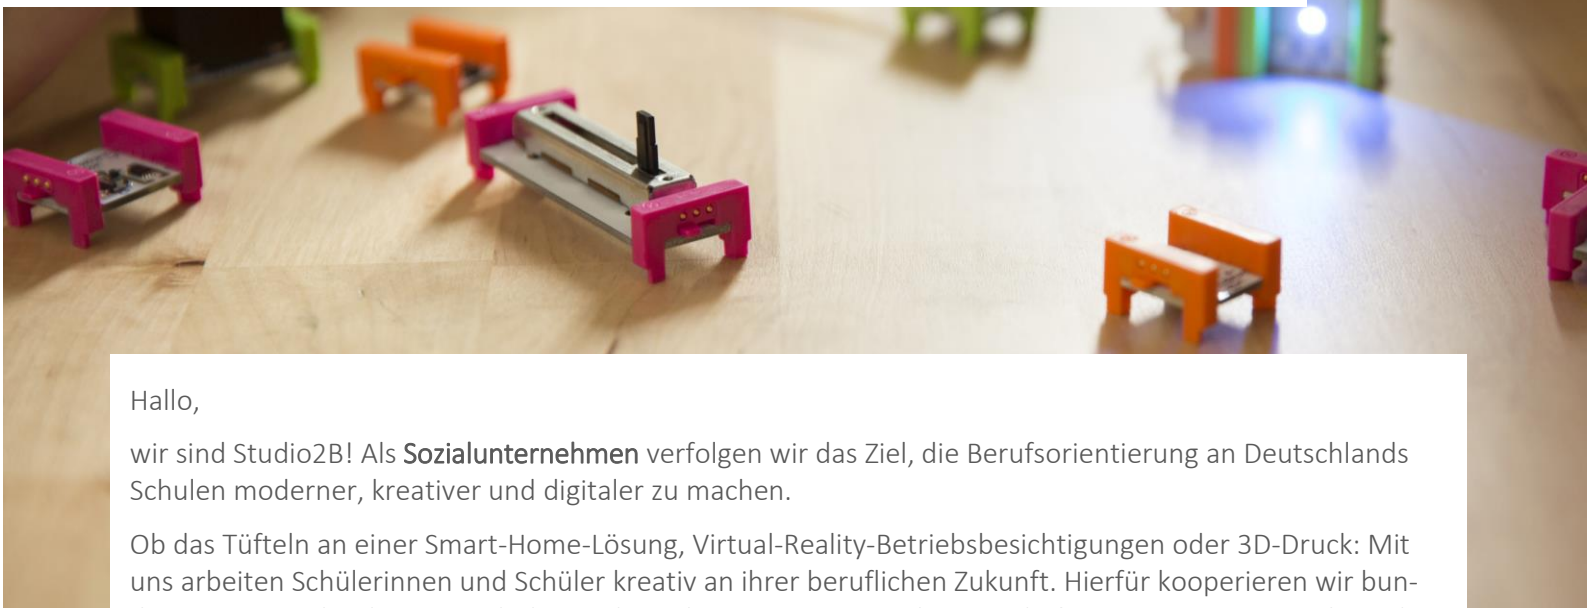 Hallo,
wir sind Studio2B! Als Sozialunternehmen verfolgen wir das Ziel, die Berufsorientierung an Deutschlands
Schulen moderner, kreativer und digitaler zu machen.
Ob das Tüfteln an einer Smart-Home-Lösung, Virtual-Reality-Betriebsbesichtigungen oder 3D-Druck: Mit
uns arbeiten Schülerinnen und Schüler kreativ an ihrer beruflichen Zukunft. Hierfür kooperieren wir bun-